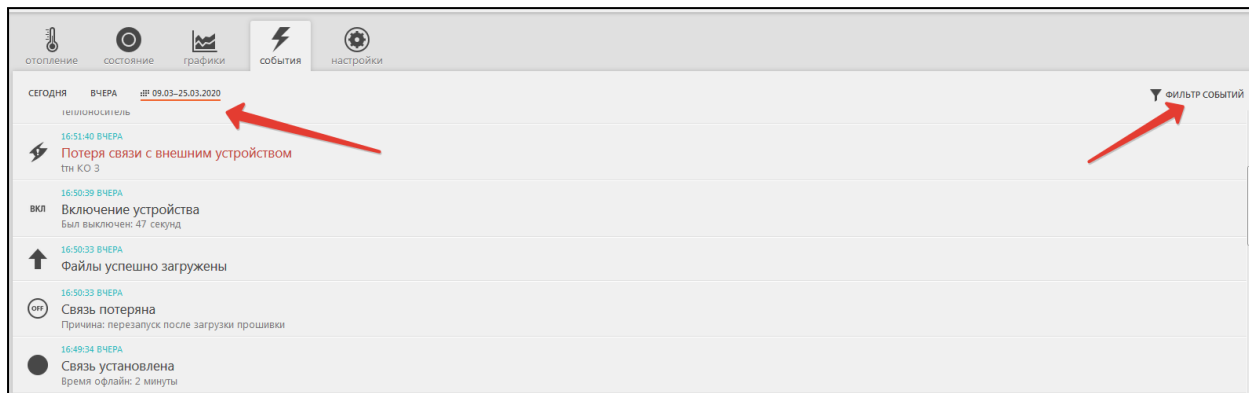 отопление состояние графики события настройки
СЕГОДНЯ ВЧЕРА 09.03–25.03.2020 ФИЛЬТР СОБЫТИЙ
теплоноситель
16:51:40 ВЧЕРА
Потеря связи с внешним устройством
tтн КО 3
16:50:39 ВЧЕРА
ВКЛ Включение устройства
Был выключен: 47 секунд
16:50:33 ВЧЕРА
Файлы успешно загружены
16:50:33 ВЧЕРА
OFF Связь потеряна
Причина: перезапуск после загрузки прошивки
16:49:34 ВЧЕРА
Связь установлена
Время офлайн: 2 минуты